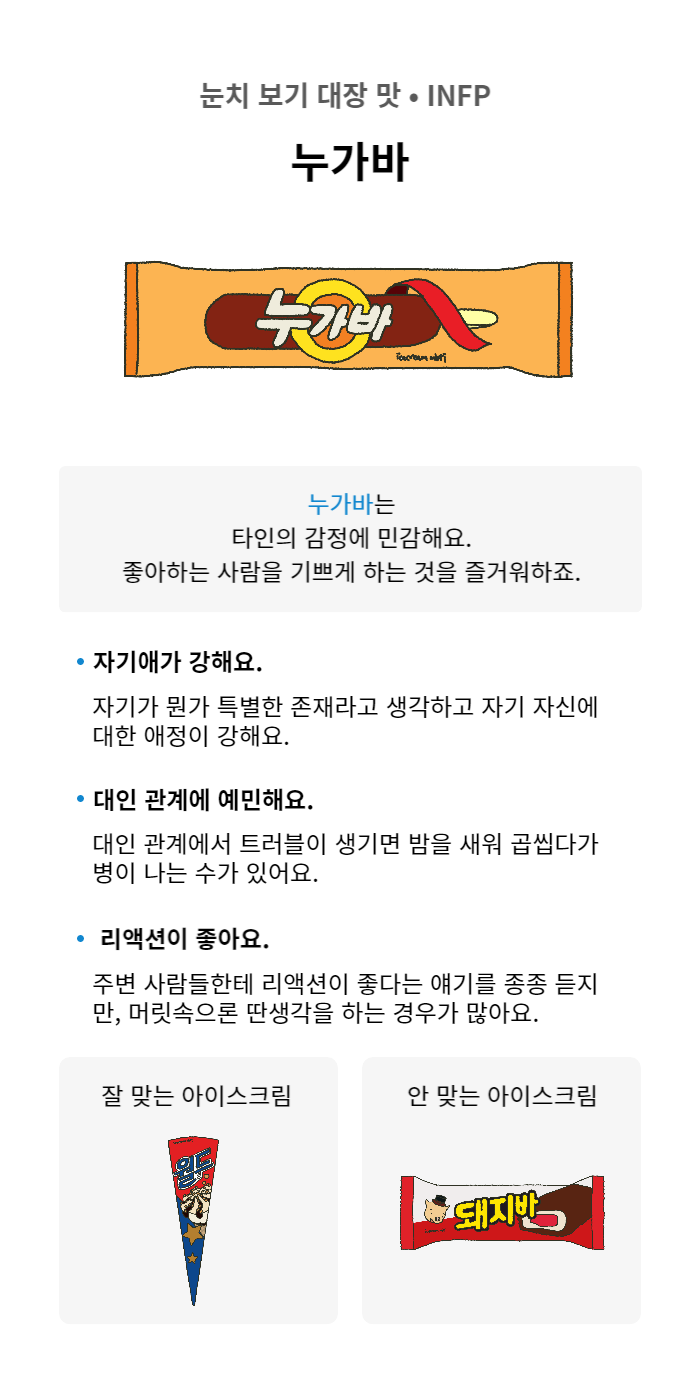 눈치 보기 대장 맛 • INFP
누가바
누가바
누가바는
타인의 감정에 민감해요.
좋아하는 사람을 기쁘게 하는 것을 즐거워하죠.
• 자기애가 강해요.
자기가 뭔가 특별한 존재라고 생각하고 자기 자신에
대한 애정이 강해요.
• 대인 관계에 예민해요.
대인 관계에서 트러블이 생기면 밤을 새워 곱씹다가
병이 나는 수가 있어요.
• 리액션이 좋아요.
주변 사람들한테 리액션이 좋다는 얘기를 종종 듣지
만, 머릿속으론 딴생각을 하는 경우가 많아요.
잘 맞는 아이스크림
안 맞는 아이스크림
월드
돼지바